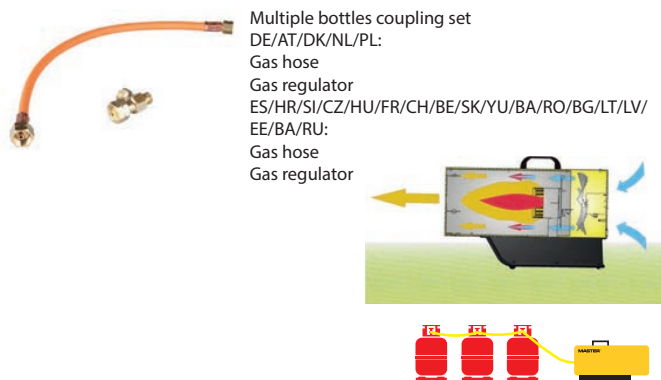 Multiple bottles coupling set
DE/AT/DK/NL/PL:
Gas hose
Gas regulator
ES/HR/SI/CZ/HU/FR/CH/BE/SK/YU/BA/RO/BG/LT/LV/
EE/BA/RU:
Gas hose
Gas regulator
MASTER